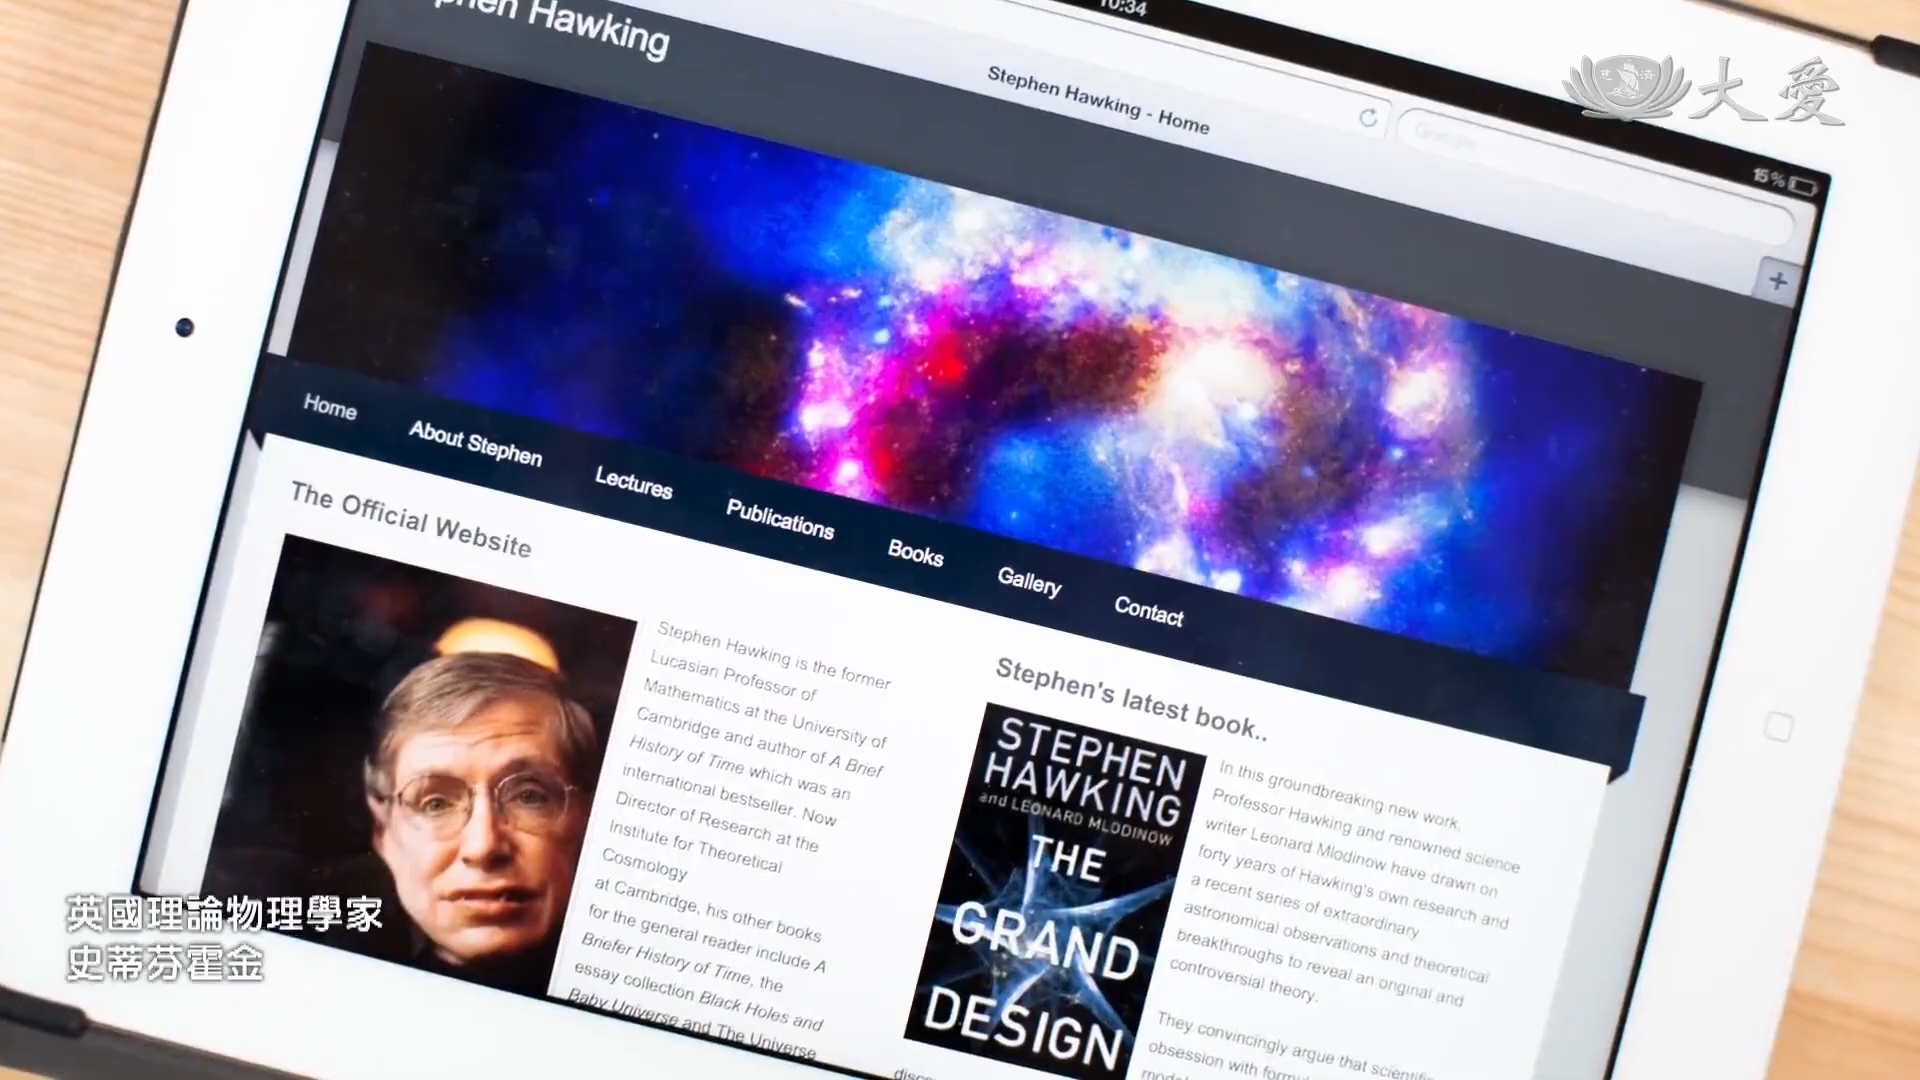 10:34
Stephen Hawking - Home
大愛
慈濟
15%
Hawking
Home
About Stephen
Lectures
Publications
Books
Gallery
Contact
The Official Website
Stephen Hawking is the former
Lucasian Professor of
Mathematics at the University of
Cambridge and author of A Brief
History of Time which was an
international bestseller. Now
Director of Research at the
Institute for Theoretical
Cosmology
at Cambridge, his other books
for the general reader include A
Briefer History of Time, the
essay collection Black Holes and
Baby Universe and The Universe
Stephen's latest book..
STEPHEN
HAWKING
and LEONARD MLODINOW
THE
GRAND
DESIGN
In this groundbreaking new work,
Professor Hawking and renowned science
writer Leonard Mlodinow have drawn on
forty years of Hawking's own research and
a recent series of extraordinary
astronomical observations and theoretical
breakthroughs to reveal an original and
controversial theory.
They convincingly argue that scientific
obsession with
英國理論物理學家
史蒂芬霍金